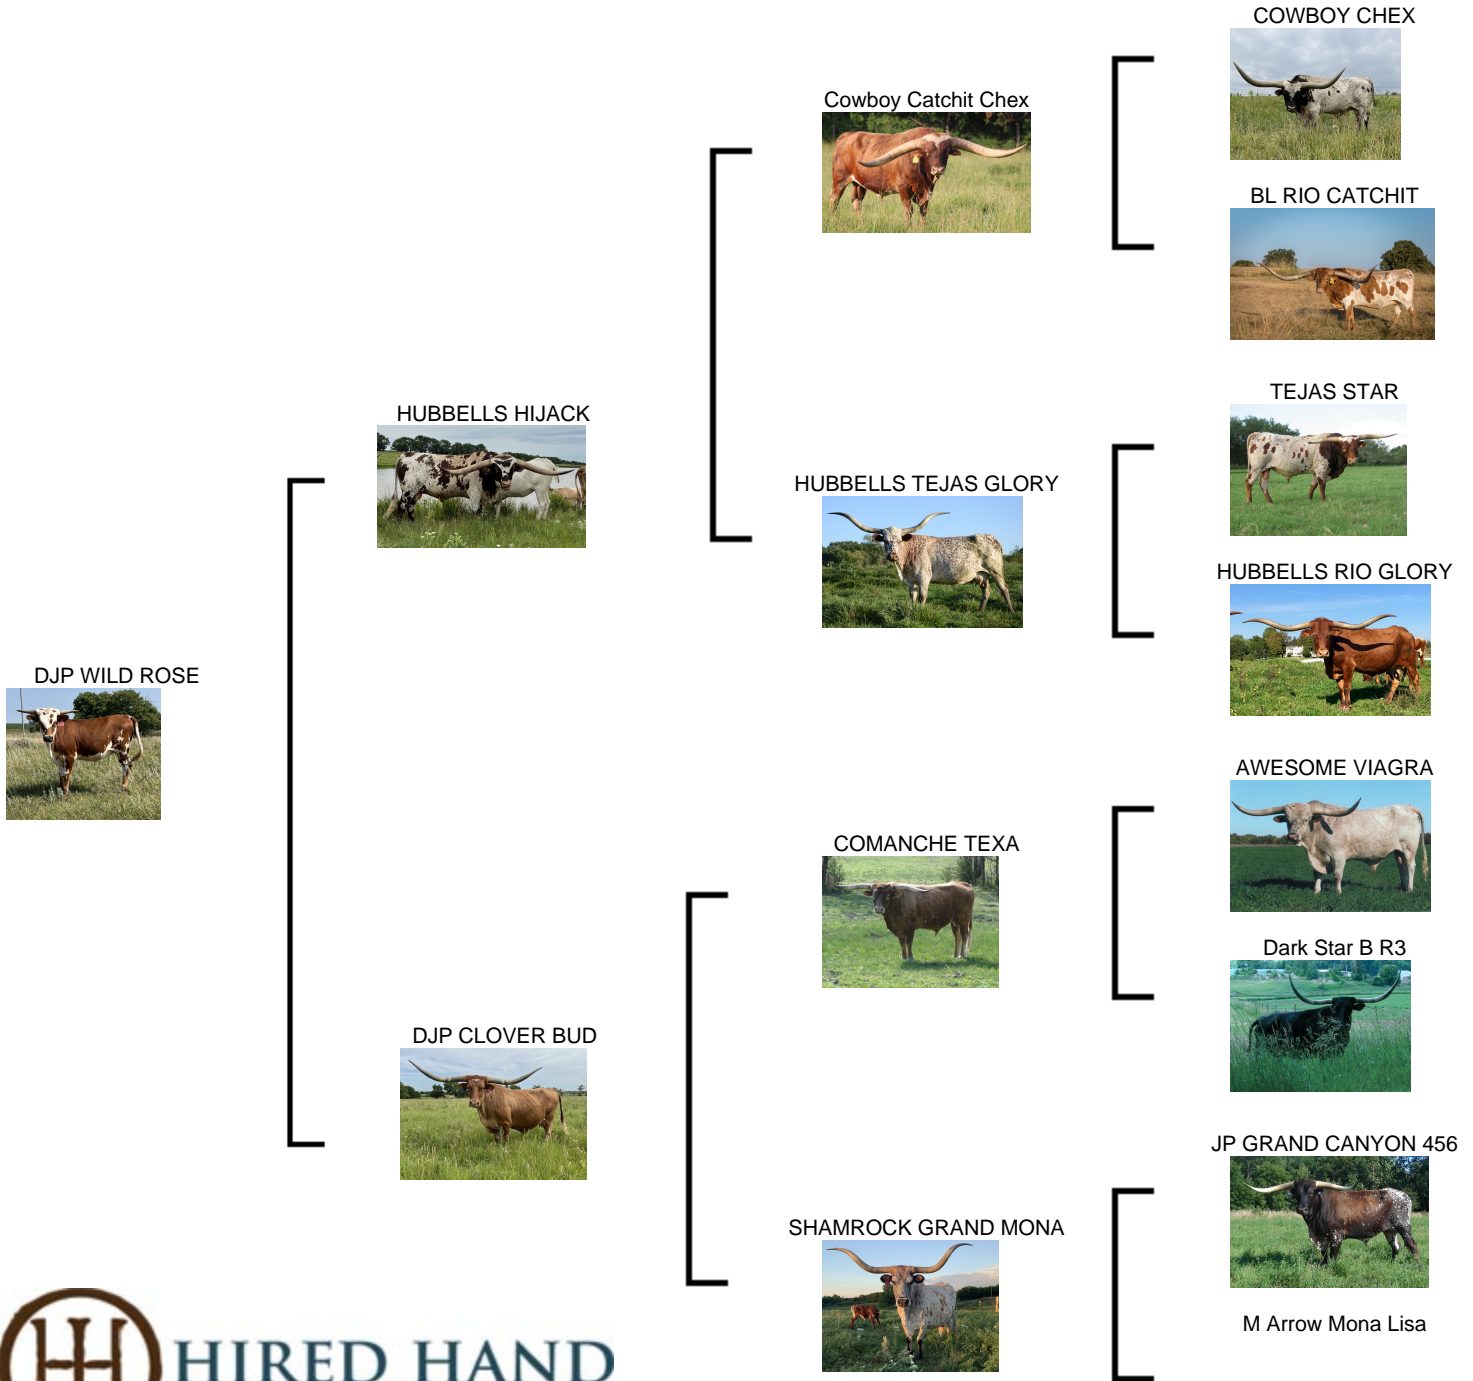 COWBOY CHEX
Cowboy Catchit Chex
BL RIO CATCHIT
TEJAS STAR
HUBBELLS HIJACK
HUBBELLS TEJAS GLORY
HUBBELLS RIO GLORY
DJP WILD ROSE
AWESOME VIAGRA
COMANCHE TEXA
Dark Star B R3
DJP CLOVER BUD
JP GRAND CANYON 456
SHAMROCK GRAND MONA
M Arrow Mona Lisa
HIRED HAND